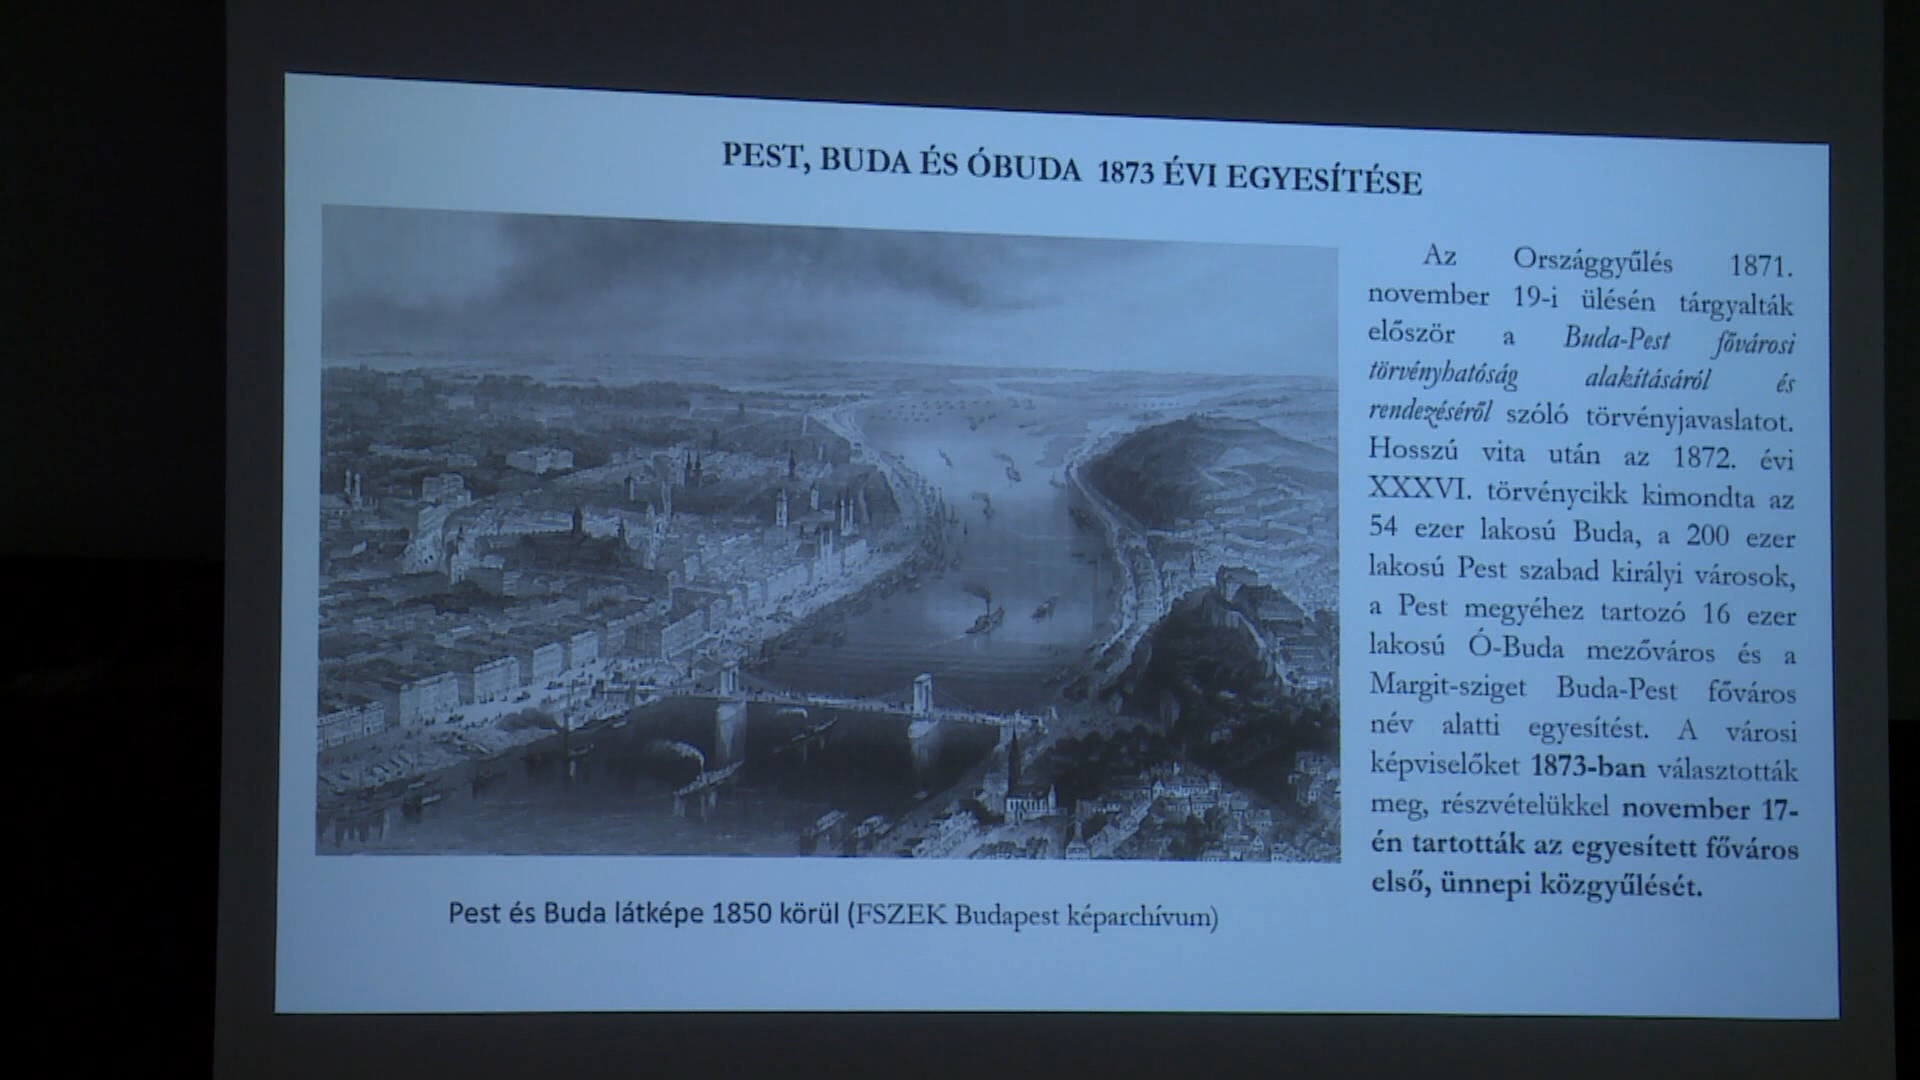 PEST, BUDA ÉS ÓBUDA 1873 ÉVI EGYESÍTÉSE
Az Országgyűlés 1871.
november 19-i ülésén tárgyalták
először a Buda-Pest fővárosi
törvényhatóság alakításáról és
rendezéséről szóló törvényjavaslatot.
Hosszú vita után az 1872. évi
XXXVI. törvénycikk kimondta az
54 ezer lakosú Buda, a 200 ezer
lakosú Pest szabad királyi városok,
a Pest megyéhez tartozó 16 ezer
lakosú Ó-Buda mezőváros és a
Margit-sziget Buda-Pest főváros
név alatti egyesítést. A városi
képviselőket 1873-ban választották
meg, részvételükkel november 17-
én tartották az egyesített főváros
első, ünnepi közgyűlését.
Pest és Buda látképe 1850 körül (FSZEK Budapest képarchívum)